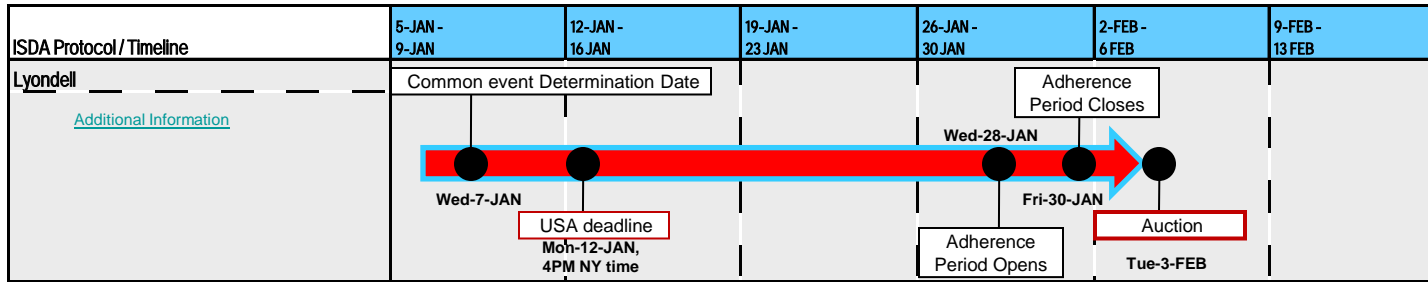 ISDA Protocol / Timeline
5-JAN -
9-JAN
12-JAN -
16 JAN
19-JAN -
23 JAN
26-JAN -
30 JAN
2-FEB -
6 FEB
9-FEB -
13 FEB
Lyondell
Additional Information
Common event Determination Date
Adherence
Period Closes
Wed-28-JAN
Wed-7-JAN
Fri-30-JAN
USA deadline
Mon-12-JAN,
4PM NY time
Adherence
Period Opens
Auction
Tue-3-FEB